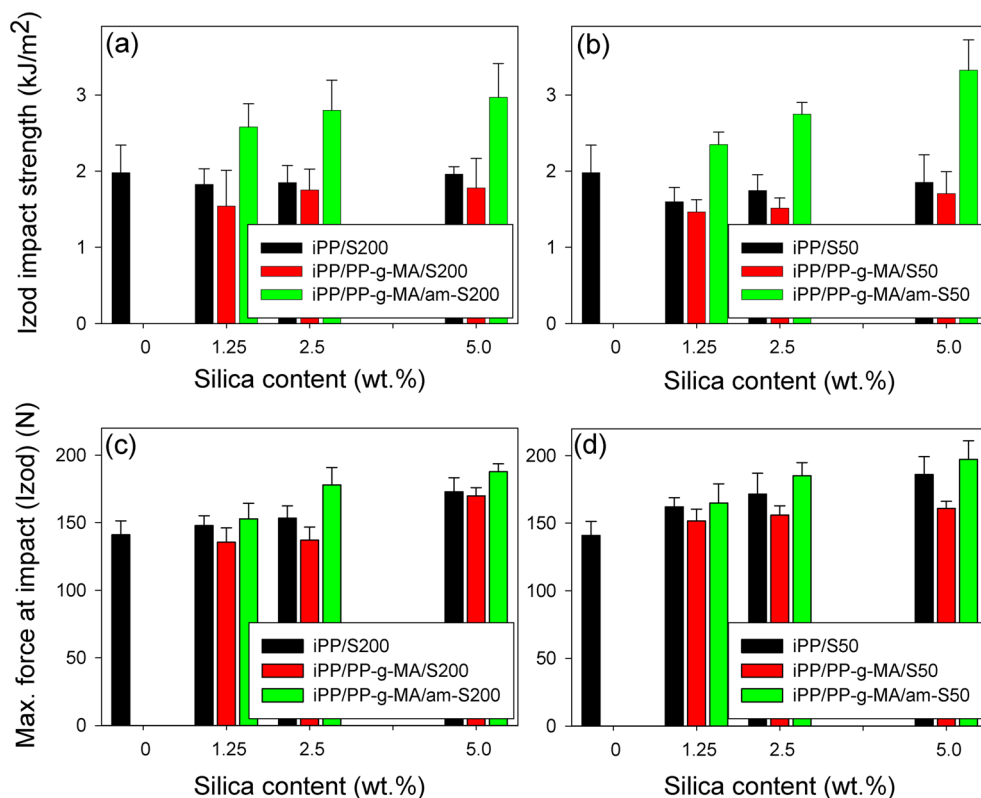 Izod impact strength (kJ/m²)
(a)
3
2
1
0
iPP/S200
iPP/PP-g-MA/S200
iPP/PP-g-MA/am-S200
0 1.25 2.5 5.0
Silica content (wt.%)
(b)
3
2
1
0
iPP/S50
iPP/PP-g-MA/S50
iPP/PP-g-MA/am-S50
0 1.25 2.5 5.0
Silica content (wt.%)
Max. force at impact (Izod) (N)
(c)
200
150
100
50
0
iPP/S200
iPP/PP-g-MA/S200
iPP/PP-g-MA/am-S200
0 1.25 2.5 5.0
Silica content (wt.%)
(d)
200
150
100
50
0
iPP/S50
iPP/PP-g-MA/S50
iPP/PP-g-MA/am-S50
0 1.25 2.5 5.0
Silica content (wt.%)